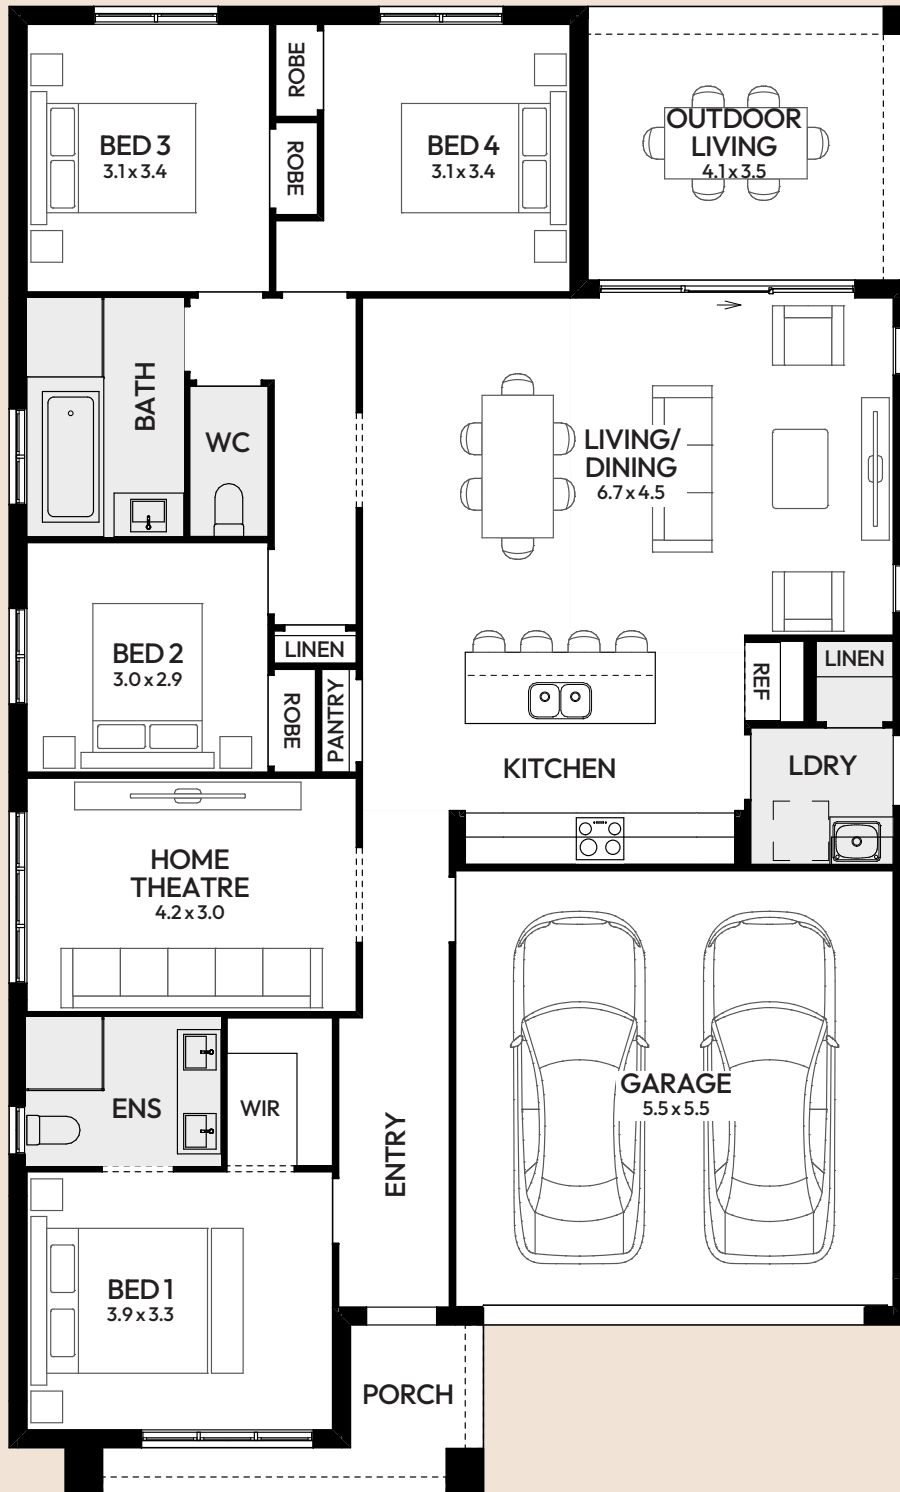 ROBE
BED 3
3.1 x 3.4
ROBE
BED 4
3.1 x 3.4
OUTDOOR
LIVING
4.1 x 3.5
BATH
WC
LIVING/
DINING
6.7 x 4.5
BED 2
3.0 x 2.9
LINEN
ROBE
PANTRY
REF
LINEN
KITCHEN
LDRY
HOME
THEATRE
4.2 x 3.0
ENS
WIR
ENTRY
GARAGE
5.5 x 5.5
BED 1
3.9 x 3.3
PORCH